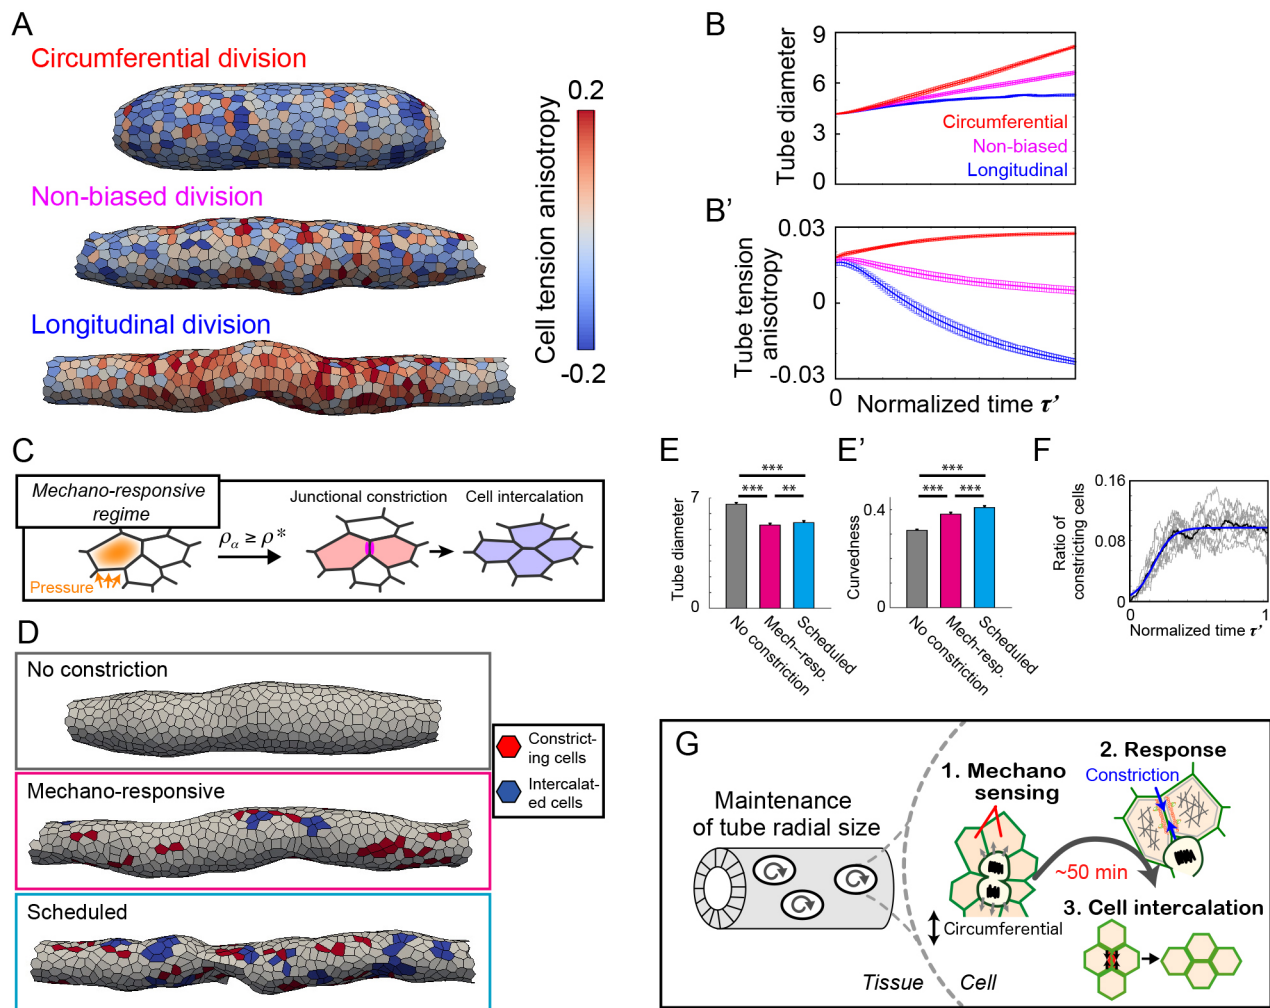 A
Circumferential division
Non-biased division
Longitudinal division
0.2
Cell tension anisotropy
-0.2
B
9
6
3
0
Tube diameter
Circumferential
Non-biased
Longitudinal
B’
0.03
0
-0.03
Tube tension
anisotropy
0
Normalized time τ’
C
Mechano-responsive
regime
Pressure
ρα ≥ ρ*
Junctional constriction
Cell intercalation
D
No constriction
Mechano-responsive
Scheduled
Constrict-
ing cells
Intercalat-
ed cells
E
7
0
Tube diameter
***
*** **
No constriction
Mech--resp.
Scheduled
E’
0.4
0
Curvedness
***
*** ***
No constriction
Mech-resp.
Scheduled
F
0.16
0.08
0
Ratio of
constricting cells
0 1
Normalized time τ’
G
Maintenance
of tube radial size
1. Mechano
sensing
Circumferential
Tissue Cell
2. Response
Constriction
~50 min
3. Cell intercalation